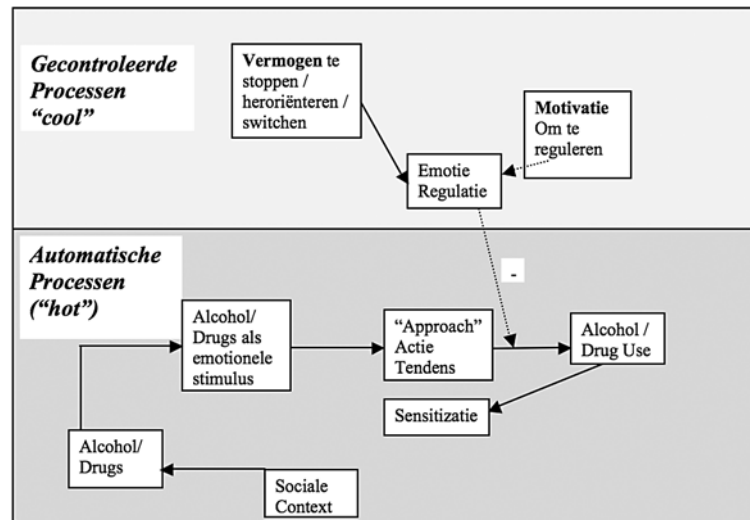 Gecontroleerde
Processen
“cool”
Vermogen te
stoppen /
heroriënteren /
switchen
Motivatie
Om te
reguleren
Emotie
Regulatie
Automatische
Processen
(“hot”)
-
Alcohol/
Drugs als
emotionele
stimulus
“Approach”
Actie
Tendens
Alcohol /
Drug Use
Sensitizatie
Alcohol/
Drugs
Sociale
Context